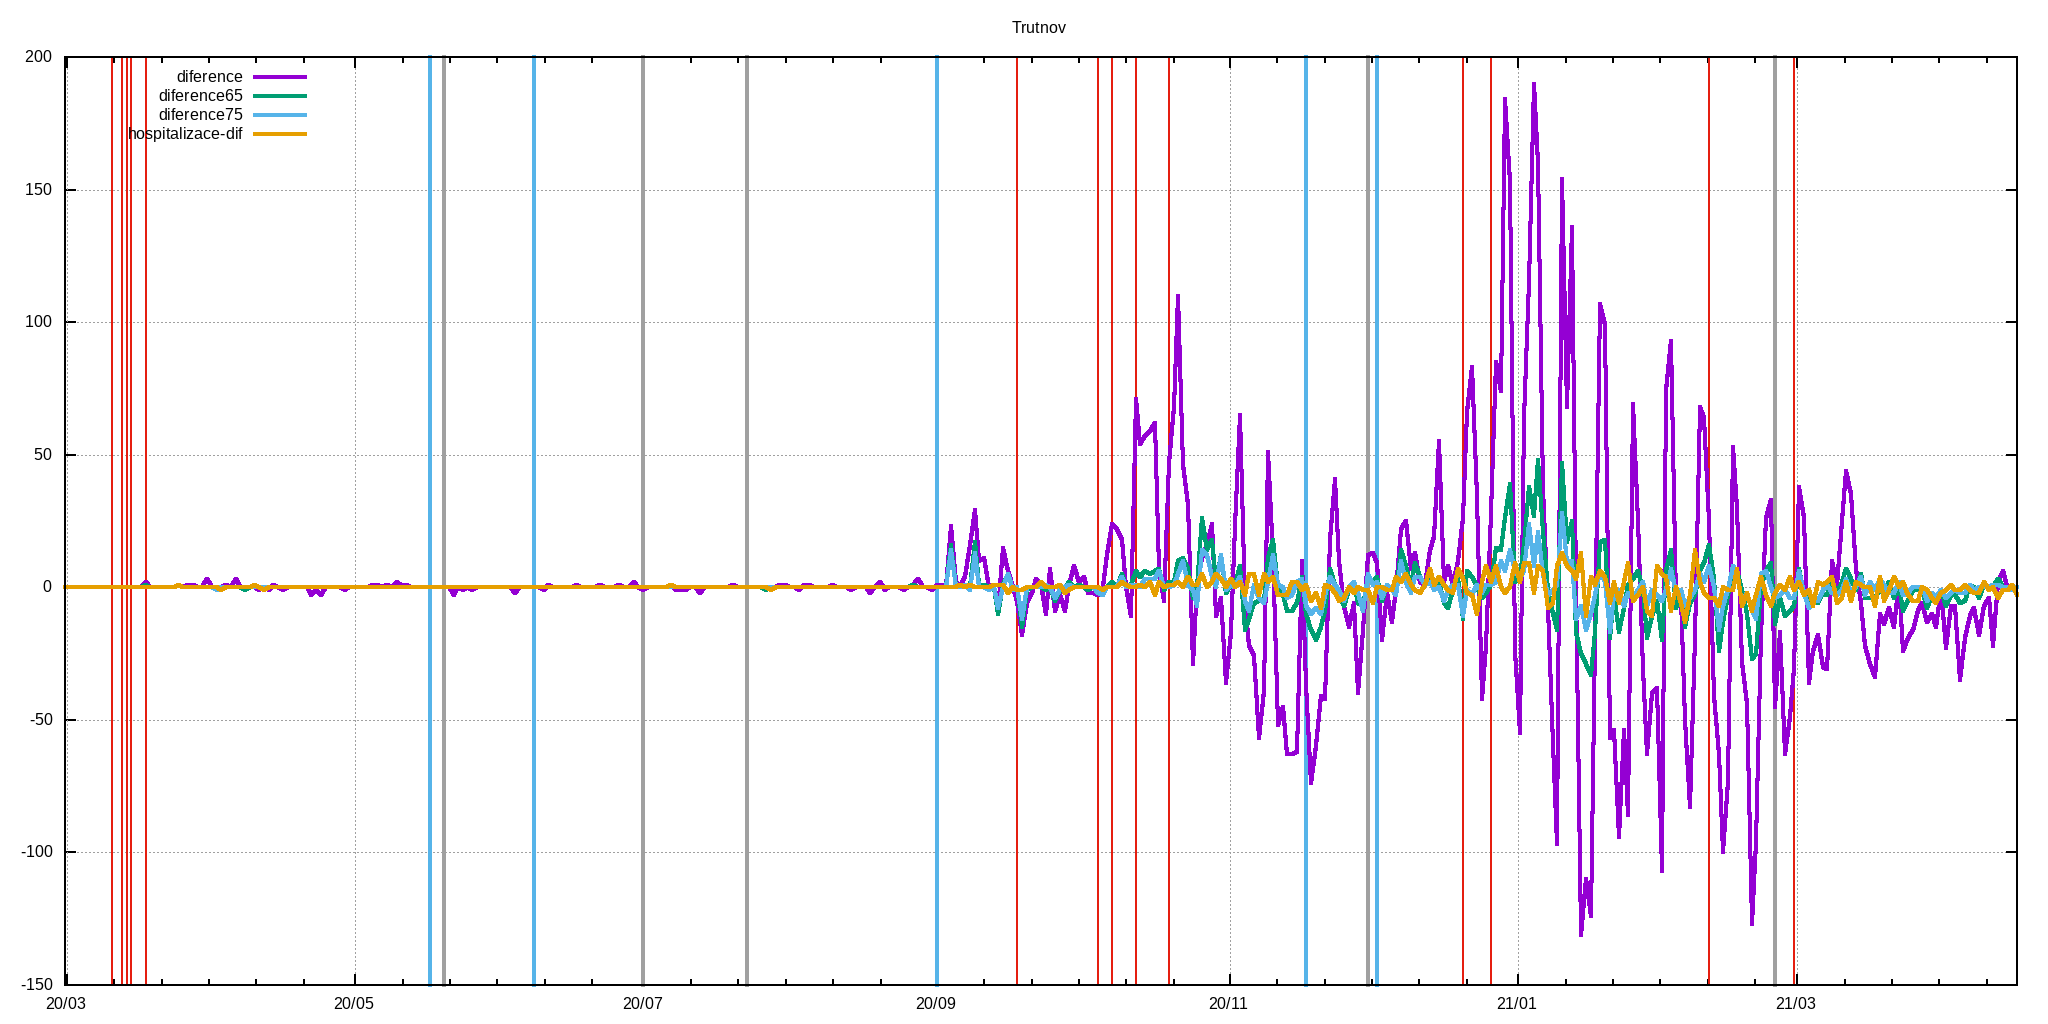 Trutnov
200
150
100
50
0
-50
-100
-150
diference
diference65
diference75
hospitalizace-dif
20/03 20/05 20/07 20/09 20/11 21/01 21/03